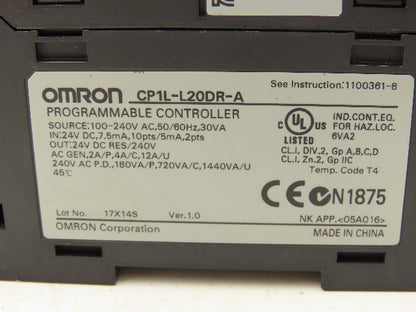 OMRON CP1L-L20DR-A
See Instruction:1100361-8
PROGRAMMABLE CONTROLLER
SOURCE:100-240V AC,50/60Hz,30VA
IN:24V DC,7.5mA,10pts/5mA,2pts
OUT:24V DC RES/240V
AC GEN,2A/P,4A/C,12A/U
240V AC P.D.,180VA/P,720VA/C,1440VA/U
45℃
C UL US
LISTED
IND.CONT.EQ.
FOR HAZ.LOC.
6VA2
CL.I, DIV.2, Gp A,B,C,D
CL.I, Zn.2, Gp IIC
Temp. Code T4
CE N1875
Lot No. 17X14S Ver.1.0
NK APP.<05A016>
OMRON Corporation
MADE IN CHINA